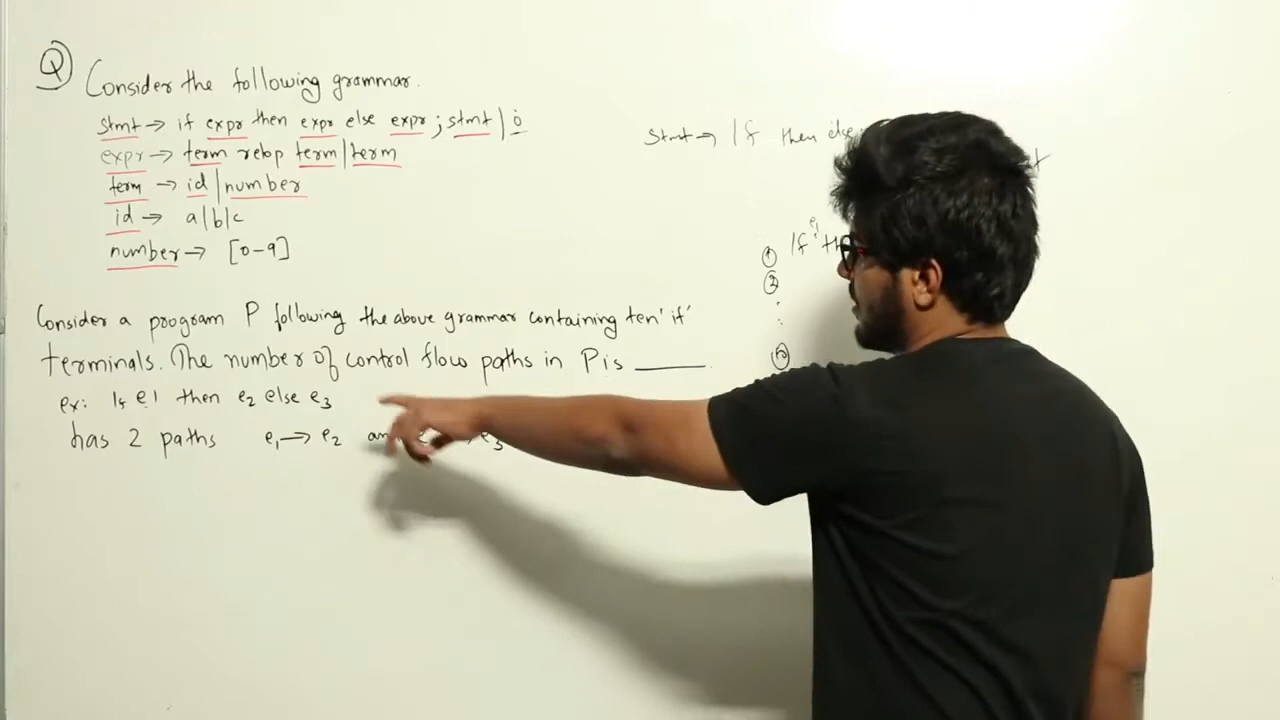 Q Consider the following grammar.
stmt → if expr then expr else expr ; stmt | ȯ
expr → term relop term | term
term → id | number
id → a | b | c
number → [0-9]
Consider a program P following the above grammar containing ten 'if'
terminals. The number of control flow paths in P is ______.
ex: If e1 then e2 else e3
has 2 paths e1 → e2
Stmt → If then else
① If e1
②
:
⑩